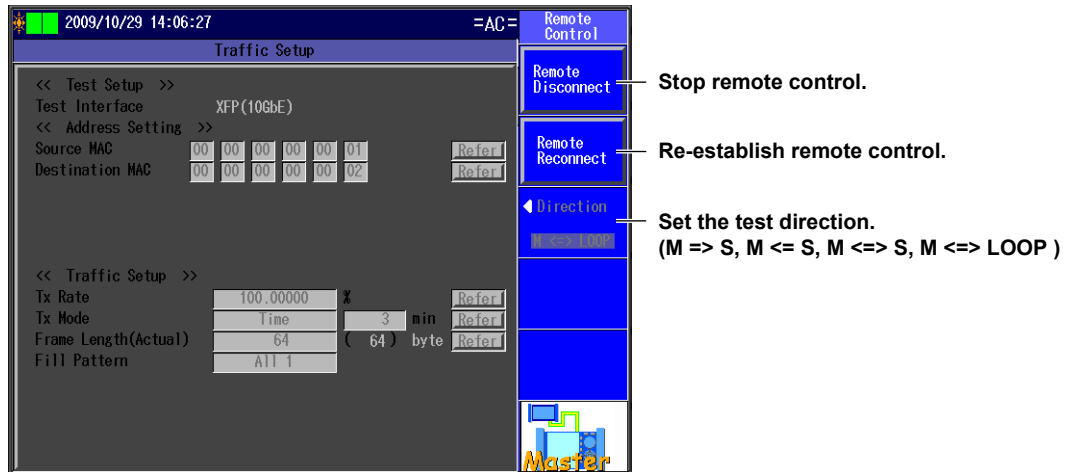 2009/10/29 14:06:27 =AC= Remote Control
Traffic Setup
Remote Disconnect
Stop remote control.
<< Test Setup >>
Test Interface XFP(10GbE)
<< Address Setting >>
Source MAC 00 00 00 00 00 01 Refer
Destination MAC 00 00 00 00 00 02 Refer
Remote Reconnect
Re-establish remote control.
Direction
M <=> LOOP
Set the test direction.
(M => S, M <= S, M <=> S, M <=> LOOP )
<< Traffic Setup >>
Tx Rate 100.00000 % Refer
Tx Mode Time 3 min Refer
Frame Length(Actual) 64 ( 64 ) byte Refer
Fill Pattern All 1
Master